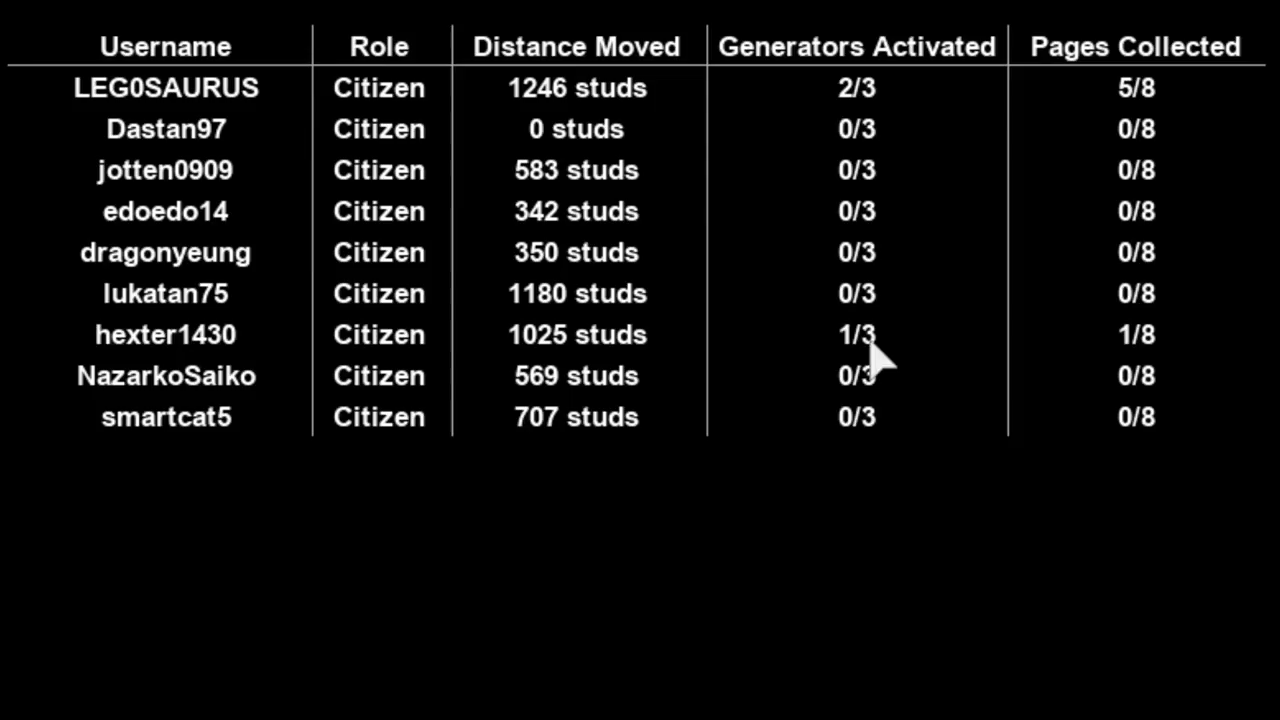 Username Role Distance Moved Generators Activated Pages Collected
LEG0SAURUS Citizen 1246 studs 2/3 5/8
Dastan97 Citizen 0 studs 0/3 0/8
jotten0909 Citizen 583 studs 0/3 0/8
edoedo14 Citizen 342 studs 0/3 0/8
dragonyeung Citizen 350 studs 0/3 0/8
lukatan75 Citizen 1180 studs 0/3 0/8
hexter1430 Citizen 1025 studs 1/3 1/8
NazarkoSaiko Citizen 569 studs 0/3 0/8
smartcat5 Citizen 707 studs 0/3 0/8